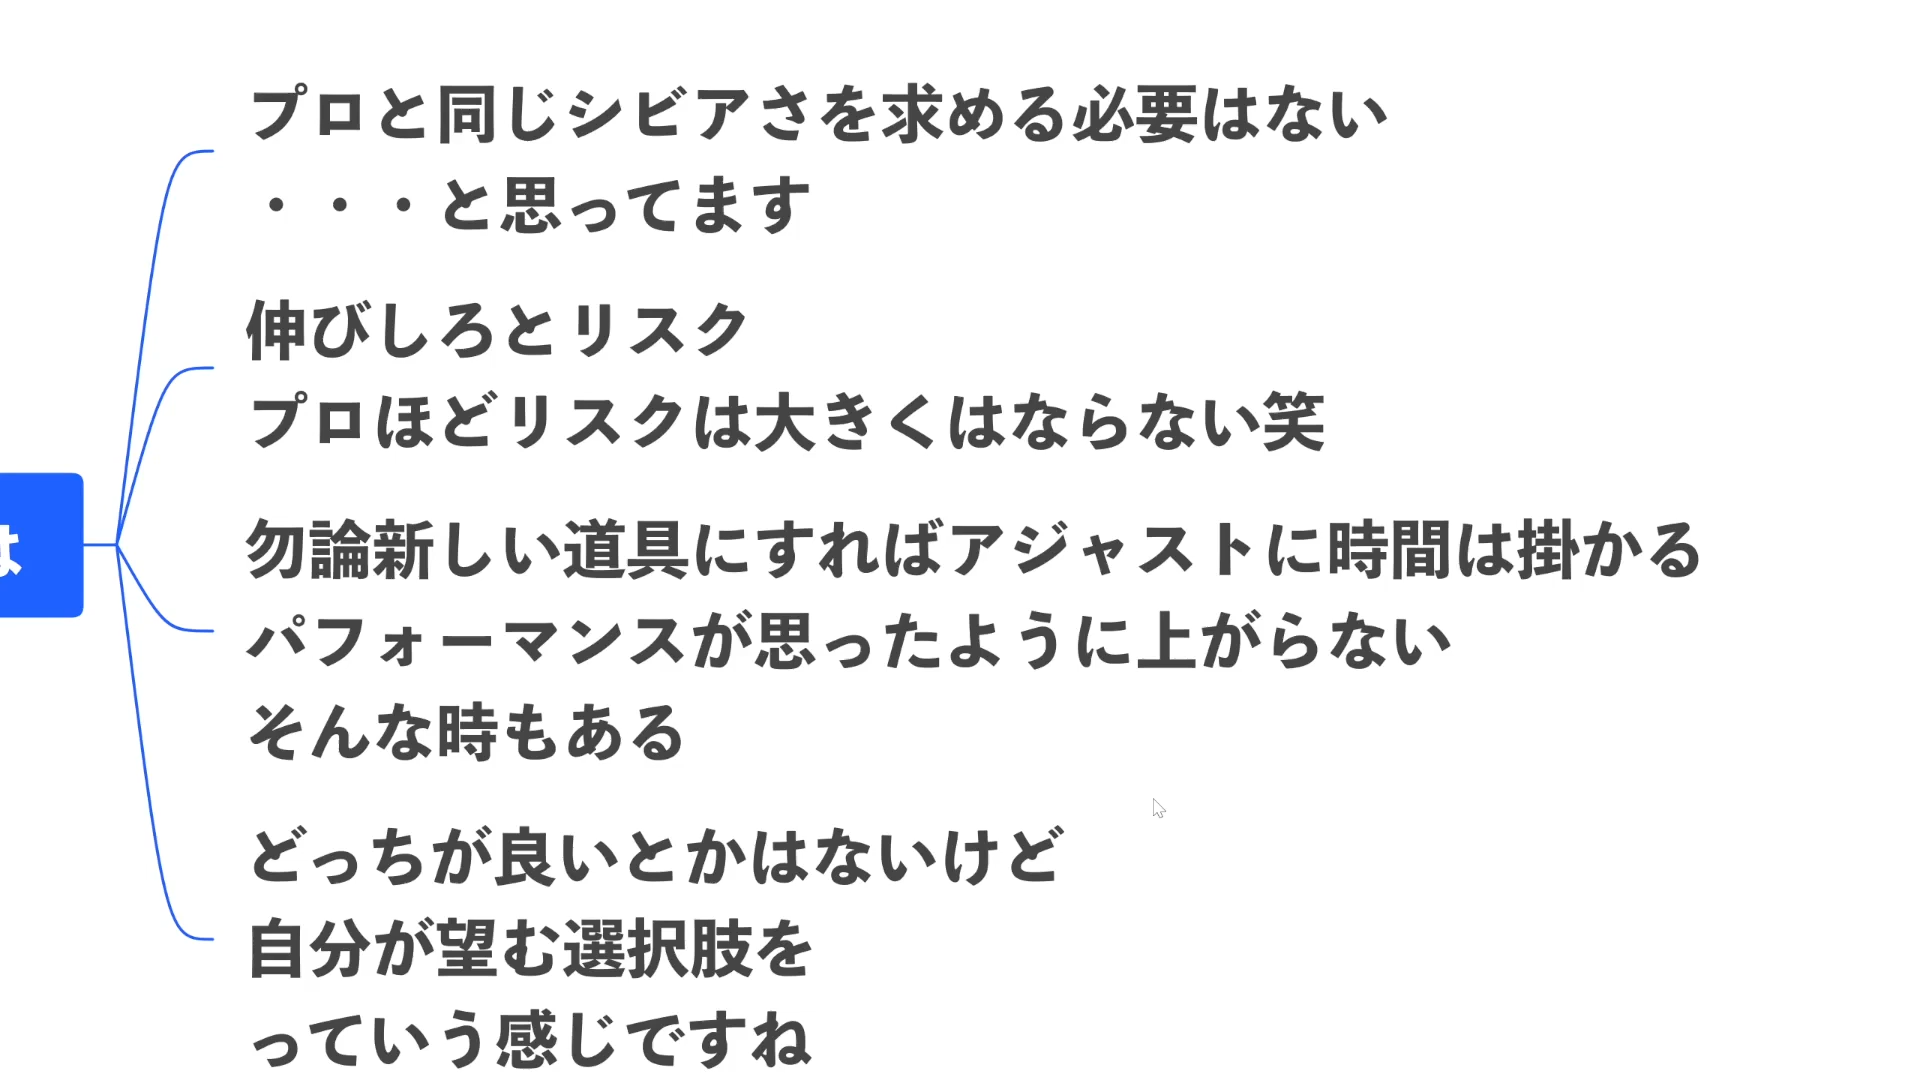 プロと同じシビアさを求める必要はない
・・・と思ってます
伸びしろとリスク
プロほどリスクは大きくはならない笑
は
勿論新しい道具にすればアジャストに時間は掛かる
パフォーマンスが思ったように上がらない
そんな時もある
どっちが良いとかはないけど
自分が望む選択肢を
っていう感じですね